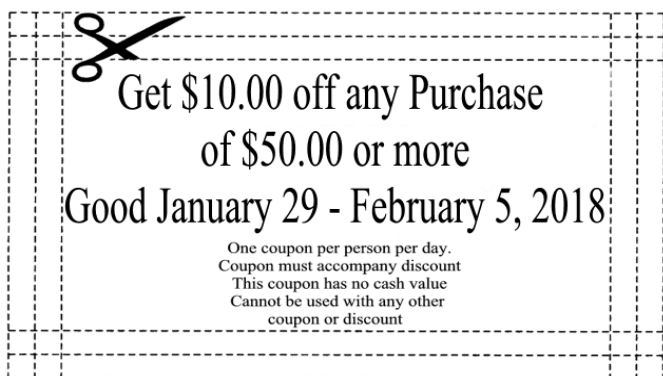 Get $10.00 off any Purchase
of $50.00 or more
Good January 29 - February 5, 2018
One coupon per person per day.
Coupon must accompany discount
This coupon has no cash value
Cannot be used with any other
coupon or discount